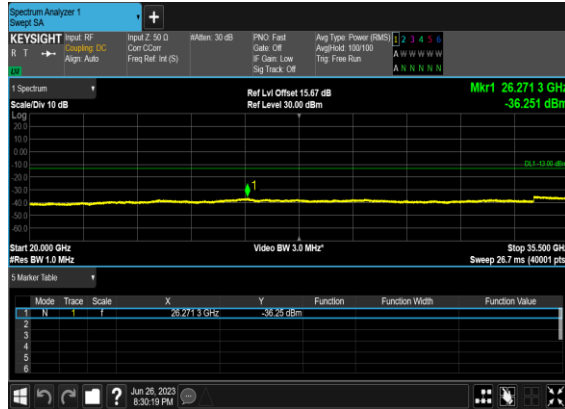 Spectrum Analyzer 1
Swept SA
+
KEYSIGHT Input: RF Input Z: 50 Ω #Atten: 30 dB PNO: Fast Avg Type: Power (RMS) 1 2 3 4 5 6
R T Coupling: DC Corr CCorr Gate: Off Avg|Hold: 100/100 A W W W W W
Align: Auto Freq Ref: Int (S) IF Gain: Low Trig: Free Run
Sig Track: Off A N N N N N
1 Spectrum Ref Lvl Offset 15.67 dB Mkr1 26.271 3 GHz
Scale/Div 10 dB Ref Level 30.00 dBm -36.251 dBm
Log
20.0
10.0
0.00
-10.0
DL1 -13.00 dBm
-20.0
1
-30.0
-40.0
-50.0
-60.0
Start 20.000 GHz Video BW 3.0 MHz* Stop 35.500 GHz
#Res BW 1.0 MHz Sweep 26.7 ms (40001 pts)
5 Marker Table
Mode Trace Scale X Y Function Function Width Function Value
1 N 1 f 26.271 3 GHz -36.25 dBm
2
3
4
5
6
? Jun 26, 2023
8:30:19 PM